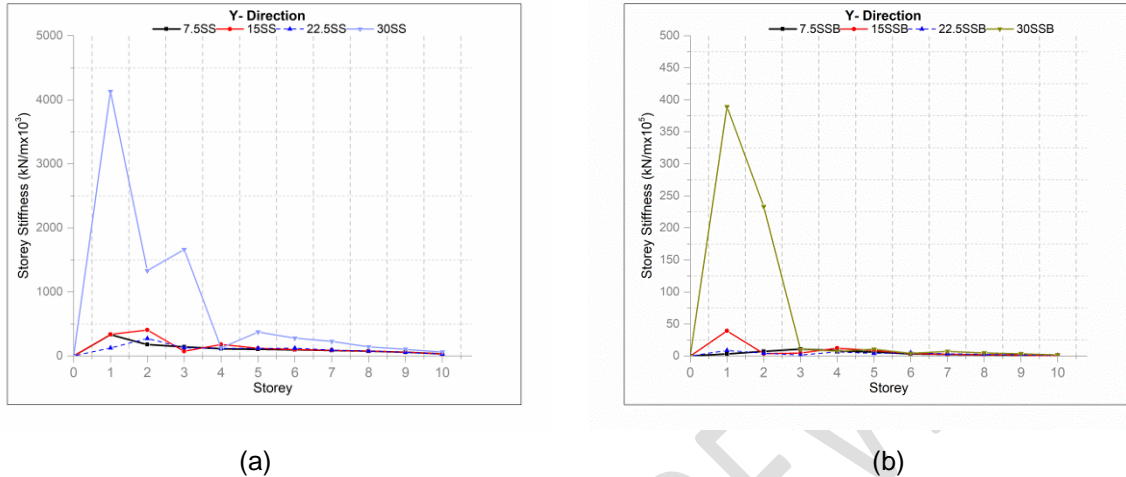 Y- Direction
7.5SS 15SS 22.5SS 30SS
5000
4000
3000
2000
1000
0
Storey Stiffness (kN/mx10³)
0 1 2 3 4 5 6 7 8 9 10
Storey
(a)
Y- Direction
7.5SSB 15SSB 22.5SSB 30SSB
500
450
400
350
300
250
200
150
100
50
0
Storey Stiffness (kN/mx10⁵)
0 1 2 3 4 5 6 7 8 9 10
Storey
(b)